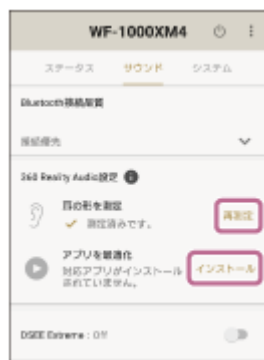 WF-1000XM4
ステータス サウンド システム
Bluetooth接続品質
接続優先
360 Reality Audio設定
耳の形を測定
測定済みです。
再測定
アプリを最適化
対応アプリがインストール
されていません。
インストール
DSEE Extreme : Off